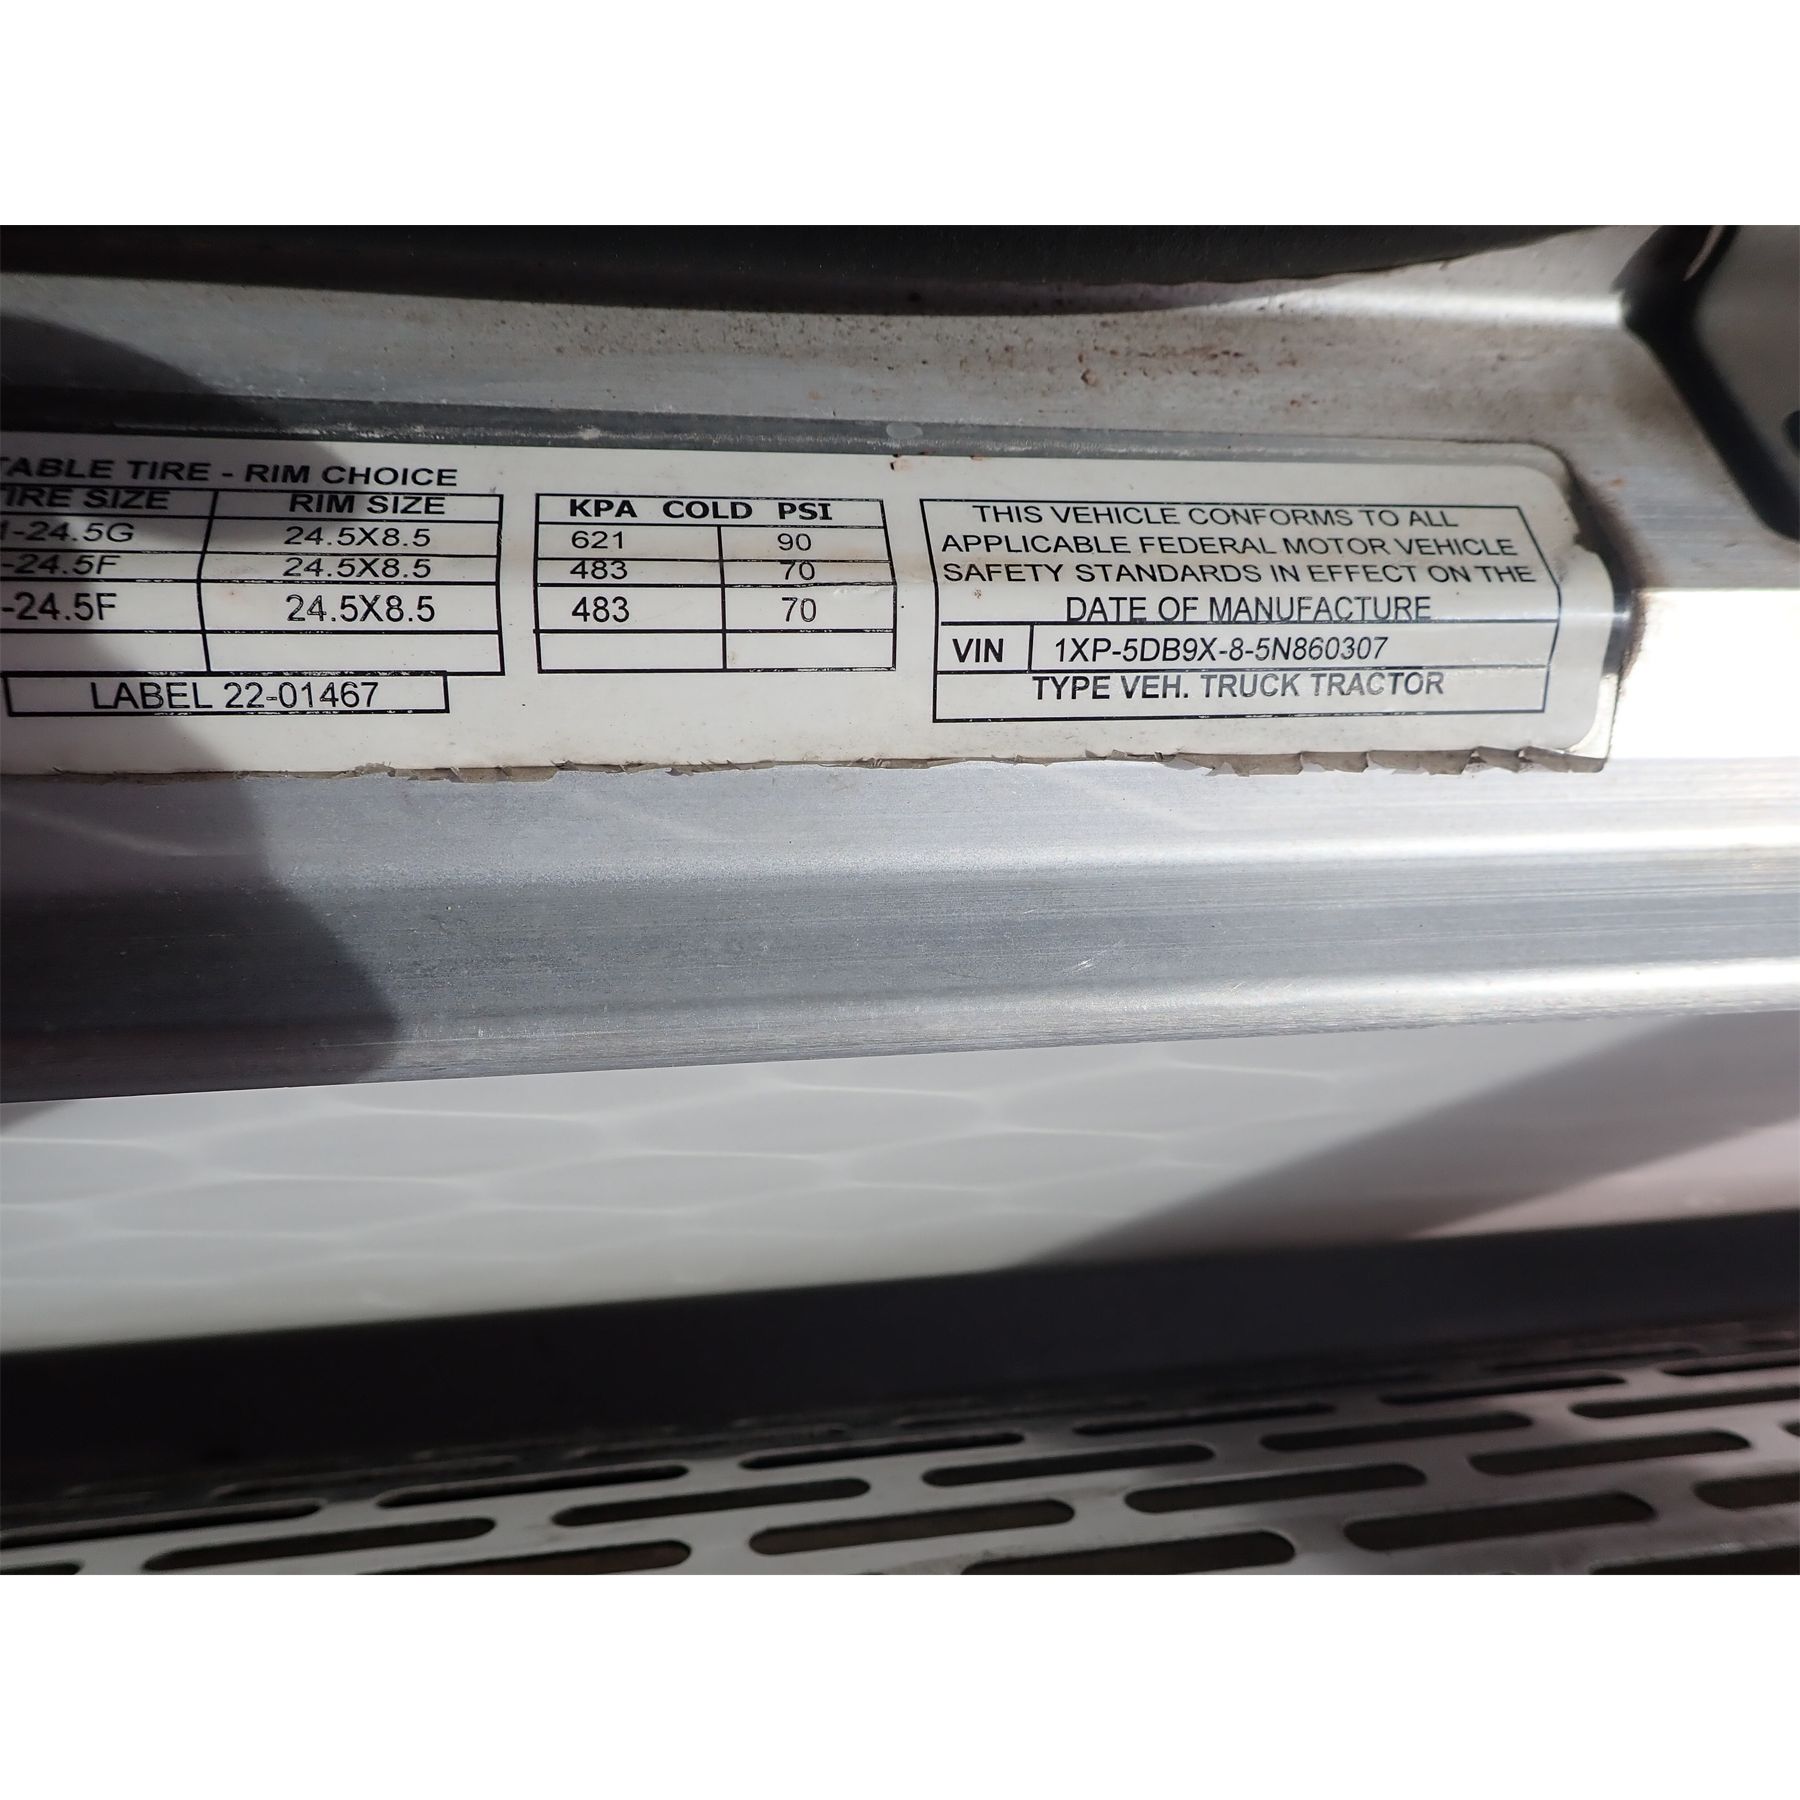 TABLE TIRE - RIM CHOICE
IRE SIZE RIM SIZE
-24.5G 24.5X8.5
-24.5F 24.5X8.5
-24.5F 24.5X8.5
LABEL 22-01467
KPA COLD PSI
621 90
483 70
483 70
THIS VEHICLE CONFORMS TO ALL
APPLICABLE FEDERAL MOTOR VEHICLE
SAFETY STANDARDS IN EFFECT ON THE
DATE OF MANUFACTURE
VIN 1XP-5DB9X-8-5N860307
TYPE VEH. TRUCK TRACTOR